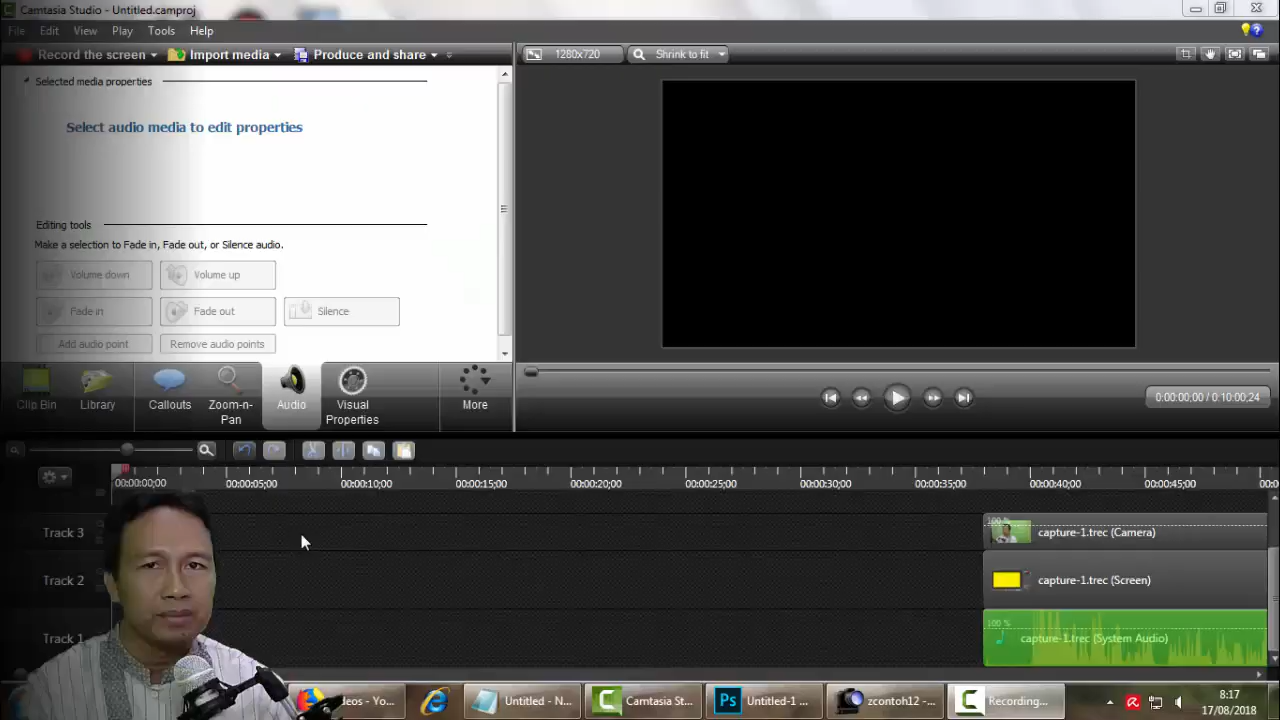 Camtasia Studio - Untitled.camproj
File Edit View Play Tools Help
Record the screen Import media Produce and share
1280x720 Shrink to fit
Selected media properties
Select audio media to edit properties
Editing tools
Make a selection to Fade in, Fade out, or Silence audio.
Volume down Volume up
Fade in Fade out Silence
Add audio point Remove audio points
Clip Bin Library Callouts Zoom-n-Pan Audio Visual Properties More
0:00:00;00 / 0:10:00;24
00:00:00;00 00:00:05;00 00:00:10;00 00:00:15;00 00:00:20;00 00:00:25;00 00:00:30;00 00:00:35;00 00:00:40;00 00:00:45;00
Track 3 100 % capture-1.trec (Camera)
Track 2 capture-1.trec (Screen)
Track 1 100 % capture-1.trec (System Audio)
deos - Yo... Untitled - N... Camtasia St... Ps Untitled-1 ... zcontoh12 -... Recording...
8:17
17/08/2018